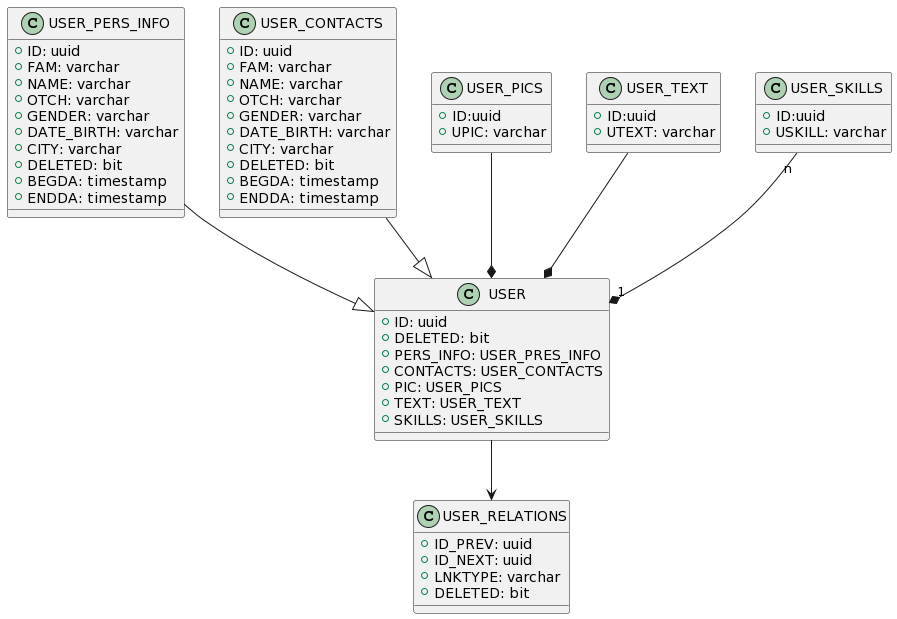 C USER_PERS_INFO
ID: uuid
FAM: varchar
NAME: varchar
OTCH: varchar
GENDER: varchar
DATE_BIRTH: varchar
CITY: varchar
DELETED: bit
BEGDA: timestamp
ENDDA: timestamp
C USER_CONTACTS
ID: uuid
FAM: varchar
NAME: varchar
OTCH: varchar
GENDER: varchar
DATE_BIRTH: varchar
CITY: varchar
DELETED: bit
BEGDA: timestamp
ENDDA: timestamp
C USER_PICS
ID:uuid
UPIC: varchar
C USER_TEXT
ID:uuid
UTEXT: varchar
C USER_SKILLS
ID:uuid
USKILL: varchar
n
1
C USER
ID: uuid
DELETED: bit
PERS_INFO: USER_PRES_INFO
CONTACTS: USER_CONTACTS
PIC: USER_PICS
TEXT: USER_TEXT
SKILLS: USER_SKILLS
C USER_RELATIONS
ID_PREV: uuid
ID_NEXT: uuid
LNKTYPE: varchar
DELETED: bit